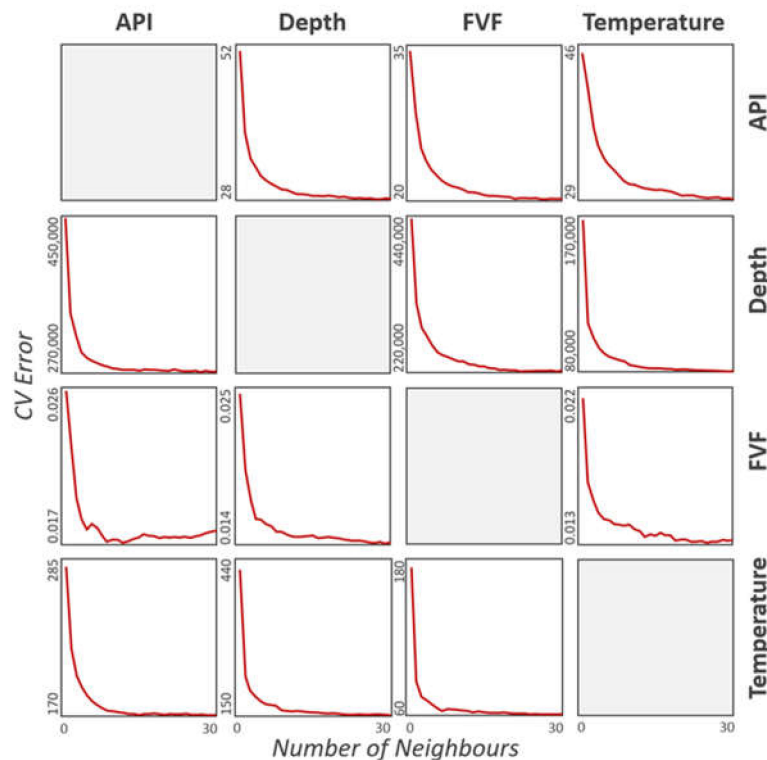 API Depth FVF Temperature
52 35 46
28 20 29
API
450,000 440,000 170,000
270,000 220,000 80,000
Depth
CV Error
0.026 0.025 0.022
0.017 0.014 0.013
FVF
285 440 180
170 150 60
Temperature
0 30 0 30 0 30 0 30
Number of Neighbours